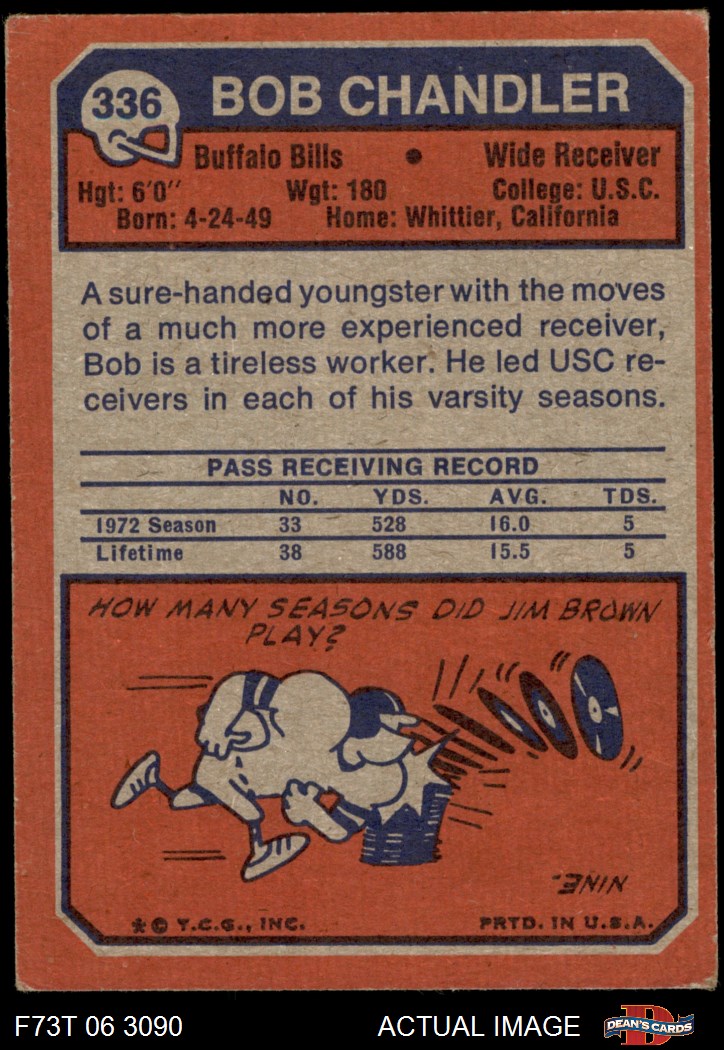 336
BOB CHANDLER
Buffalo Bills • Wide Receiver
Hgt: 6'0" Wgt: 180 College: U.S.C.
Born: 4-24-49 Home: Whittier, California
A sure-handed youngster with the moves
of a much more experienced receiver,
Bob is a tireless worker. He led USC re-
ceivers in each of his varsity seasons.
PASS RECEIVING RECORD
NO. YDS. AVG. TDS.
1972 Season 33 528 16.0 5
Lifetime 38 588 15.5 5
HOW MANY SEASONS DID JIM BROWN
PLAY?
NINE.
* © T.C.G., INC. PRTD. IN U.S.A.
F73T 06 3090 ACTUAL IMAGE
D
DEAN'S CARDS